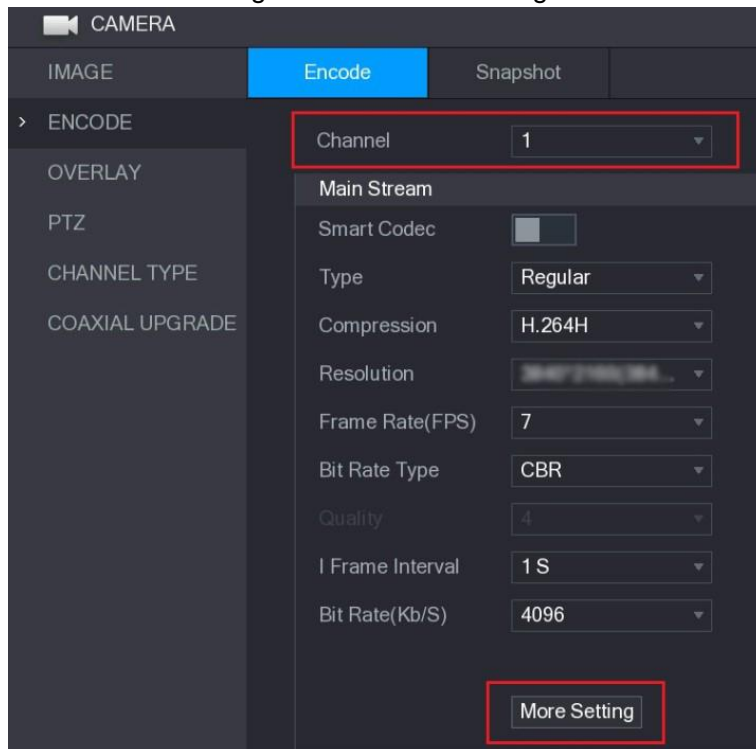 CAMERA
IMAGE
Encode Snapshot
ENCODE
Channel 1
OVERLAY
Main Stream
PTZ
Smart Codec
CHANNEL TYPE
Type Regular
COAXIAL UPGRADE
Compression H.264H
Resolution
Frame Rate(FPS) 7
Bit Rate Type CBR
Quality 4
I Frame Interval 1 S
Bit Rate(Kb/S) 4096
More Setting